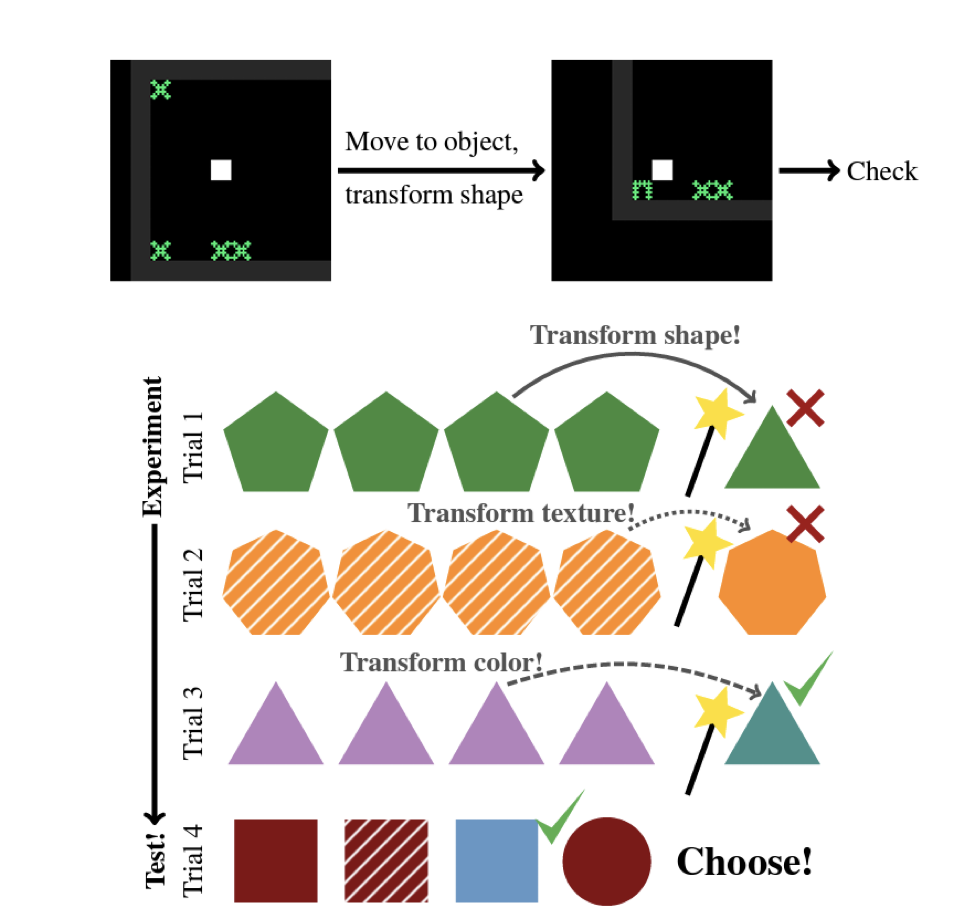 Move to object,
transform shape
Check
Transform shape!
Experiment
Trial 1
Transform texture!
Trial 2
Transform color!
Trial 3
Test!
Trial 4
Choose!